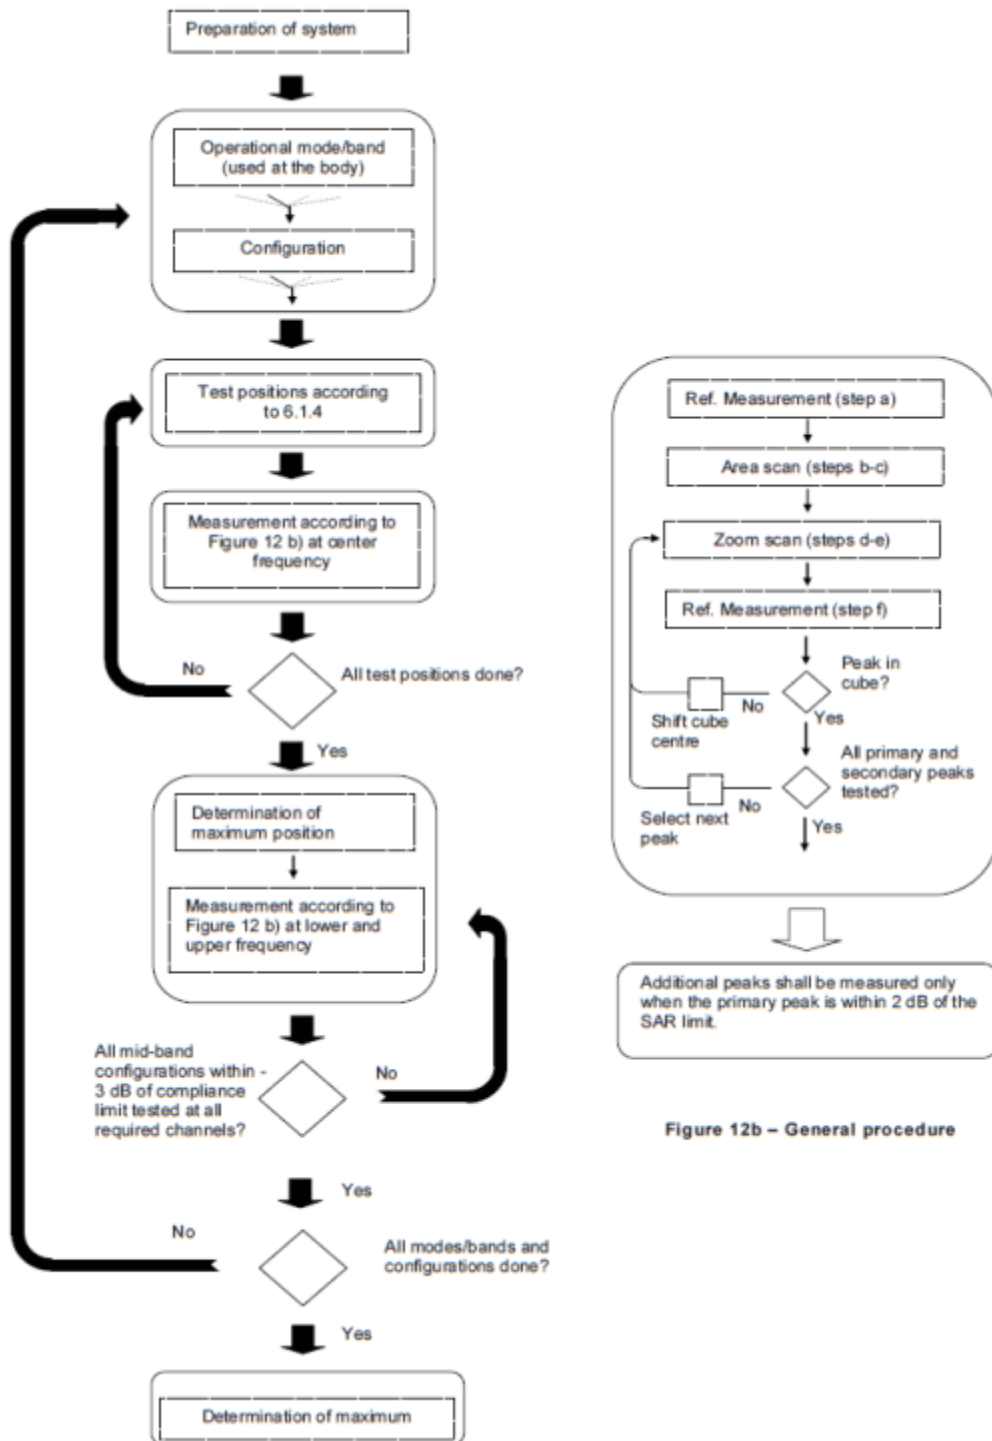 Preparation of system
Operational mode/band
(used at the body)
Configuration
Test positions according
to 6.1.4
Measurement according to
Figure 12 b) at center
frequency
No
All test positions done?
Yes
Determination of
maximum position
Measurement according to
Figure 12 b) at lower and
upper frequency
All mid-band
configurations within -
3 dB of compliance
limit tested at all
required channels?
No
Yes
No
All modes/bands and
configurations done?
Yes
Determination of maximum
Ref. Measurement (step a)
Area scan (steps b-c)
Zoom scan (steps d-e)
Ref. Measurement (step f)
Peak in
cube?
No
Shift cube
centre
Yes
All primary and
secondary peaks
tested?
No
Select next
peak
Yes
Additional peaks shall be measured only
when the primary peak is within 2 dB of the
SAR limit.
Figure 12b – General procedure